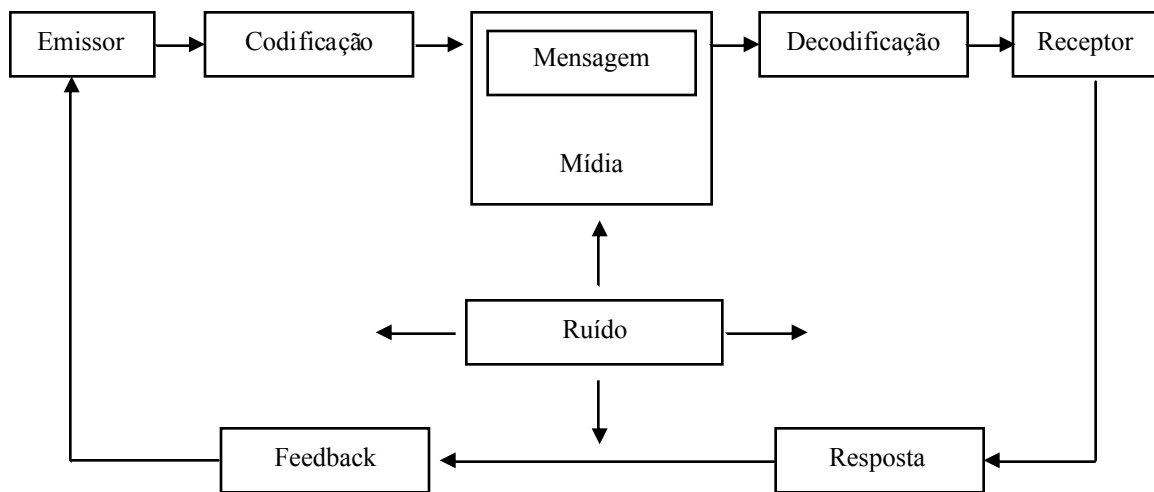 Emissor
Codificação
Mensagem
Mídia
Decodificação
Receptor
Ruído
Feedback
Resposta